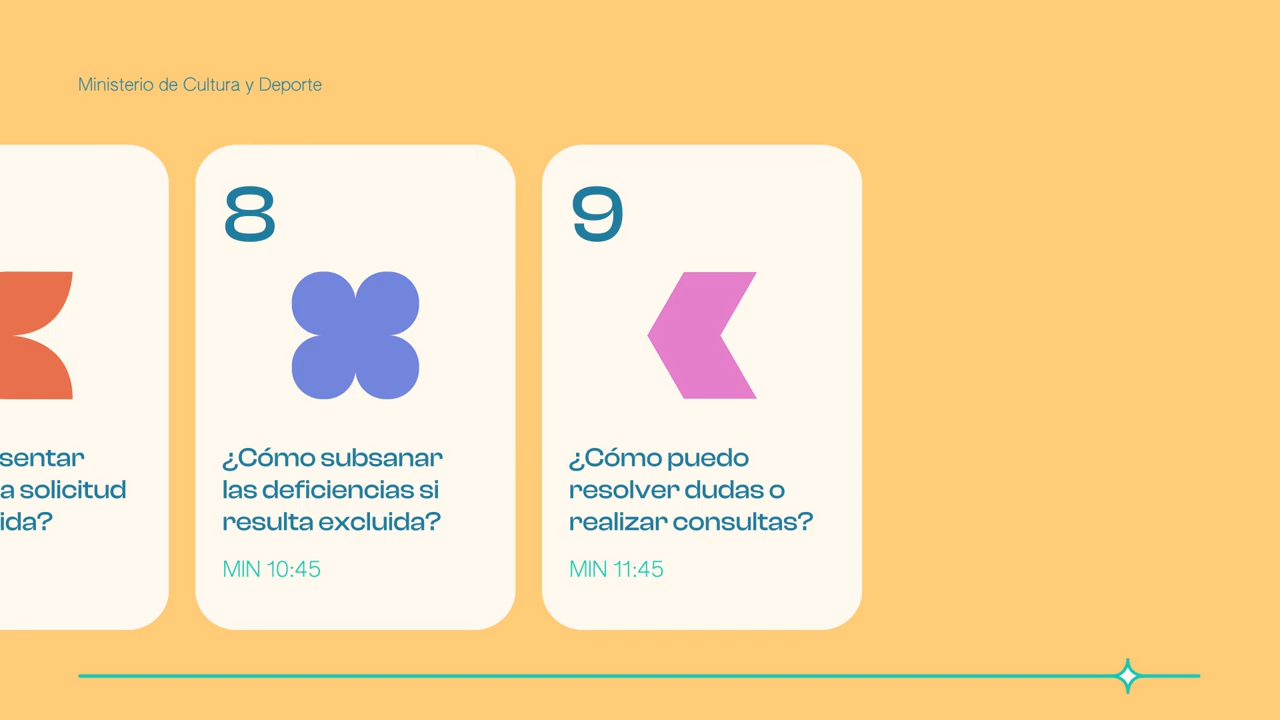 Ministerio de Cultura y Deporte
sentar
a solicitud
ida?
8
¿Cómo subsanar
las deficiencias si
resulta excluida?
MIN 10:45
9
¿Cómo puedo
resolver dudas o
realizar consultas?
MIN 11:45